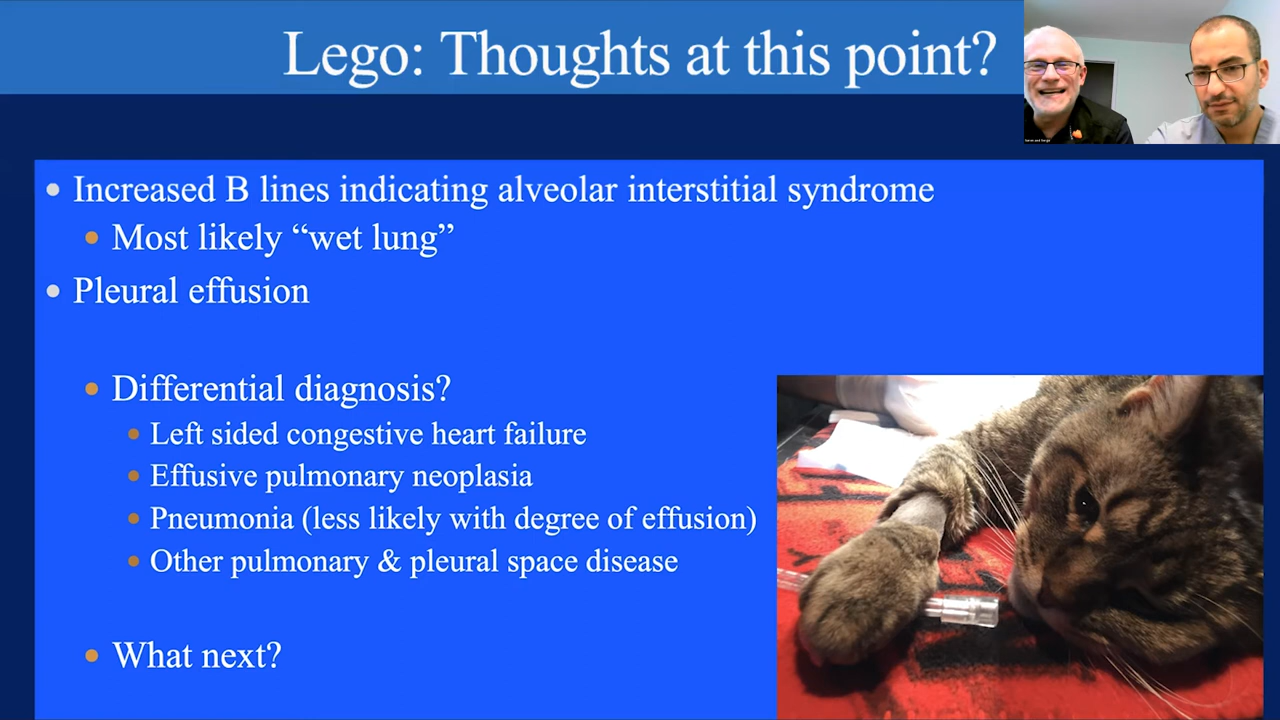 Lego: Thoughts at this point?
• Increased B lines indicating alveolar interstitial syndrome
• Most likely “wet lung”
• Pleural effusion
• Differential diagnosis?
• Left sided congestive heart failure
• Effusive pulmonary neoplasia
• Pneumonia (less likely with degree of effusion)
• Other pulmonary & pleural space disease
• What next?